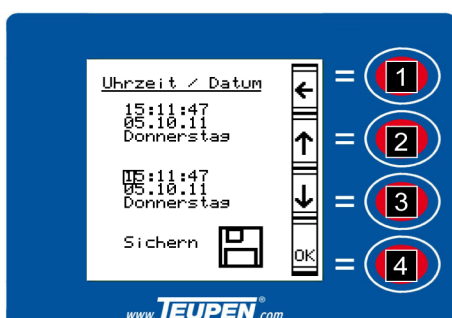 Uhrzeit / Datum
15:11:47
05.10.11
Donnerstag
15:11:47
05.10.11
Donnerstag
Sichern
OK
= 1
= 2
= 3
= 4
www.TEUPEN®.com